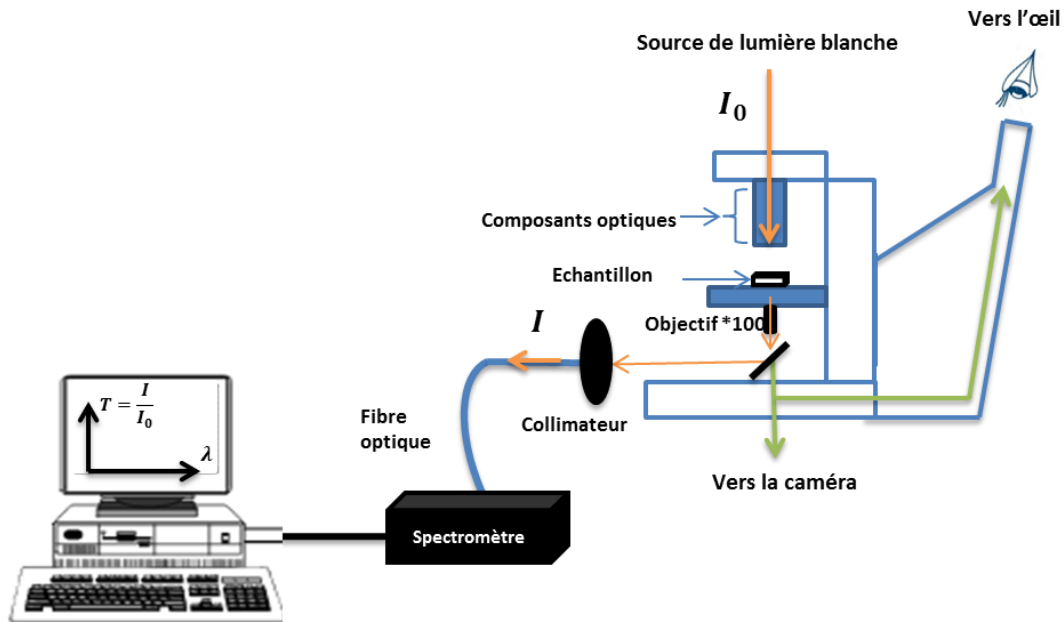 Vers l'œil
Source de lumière blanche
I₀
Composants optiques
Echantillon
Objectif *100
I
T = I/I₀
λ
Fibre
optique
Collimateur
Vers la caméra
Spectromètre